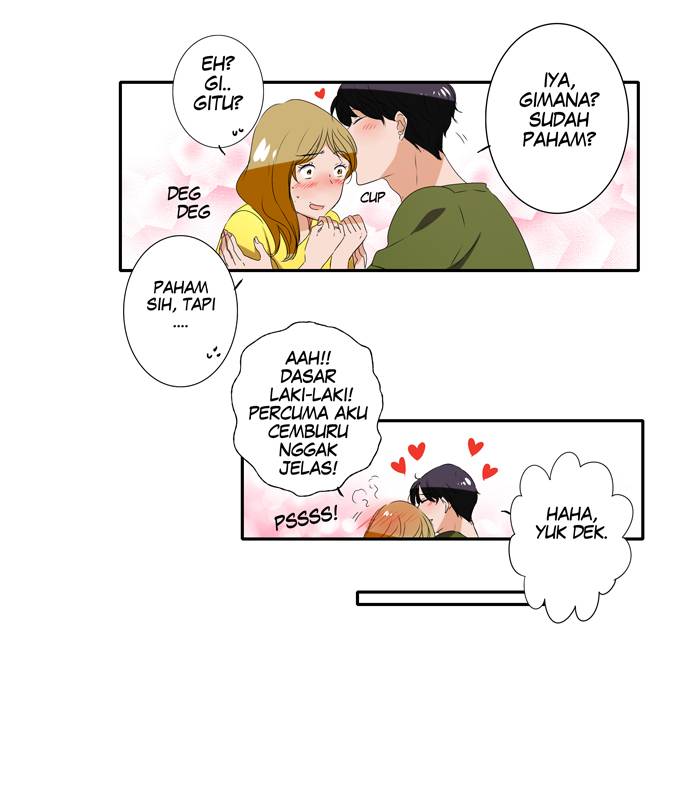 EH?
GI..
GITU?
IYA,
GIMANA?
SUDAH
PAHAM?
DEG
DEG
CUP
PAHAM
SIH, TAPI
....
AAH!!
DASAR
LAKI-LAKI!
PERCUMA AKU
CEMBURU
NGGAK
JELAS!
PSSSS!
HAHA,
YUK DEK.